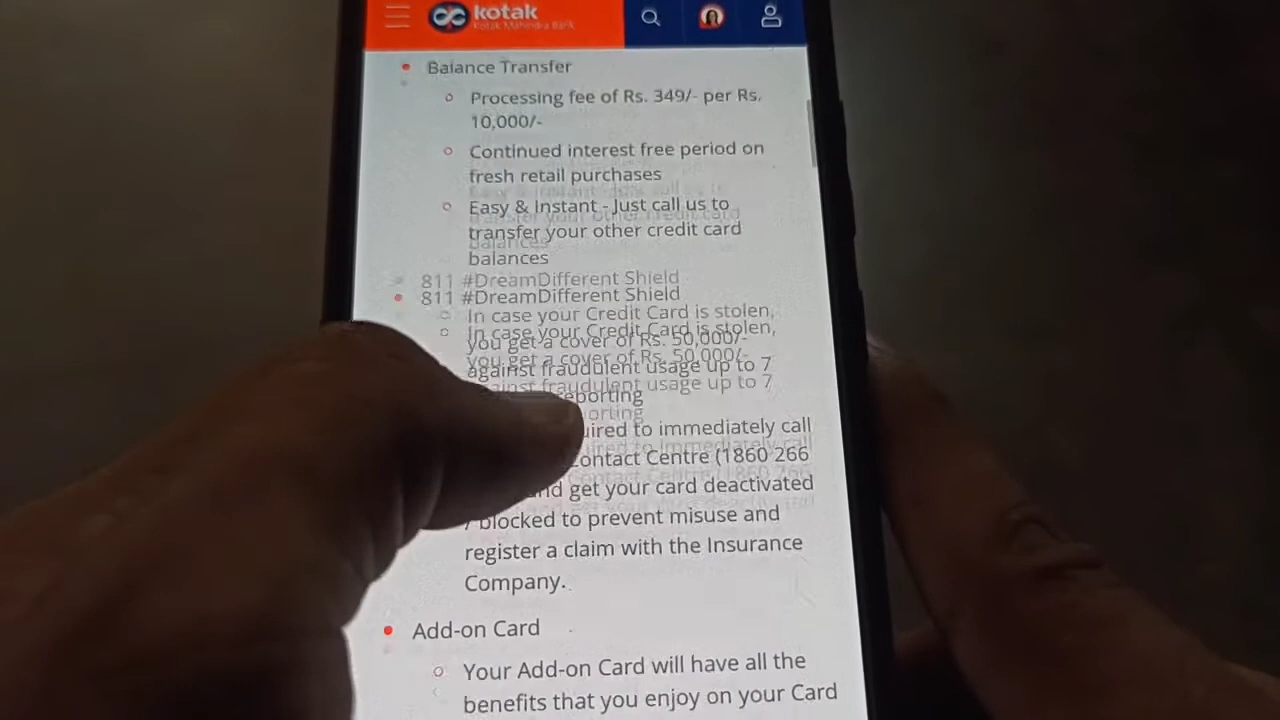 kotak
Kotak Mahindra Bank
Balance Transfer
Processing fee of Rs. 349/- per Rs.
10,000/-
Continued interest free period on
fresh retail purchases
Easy & Instant - Just call us to
transfer your other credit card
balances
811 #DreamDifferent Shield
In case your Credit Card is stolen,
you get a cover of Rs. 50,000/-
against fraudulent usage up to 7
reporting
uired to immediately call
Contact Centre (1860 266
and get your card deactivated
/ blocked to prevent misuse and
register a claim with the Insurance
Company.
Add-on Card
Your Add-on Card will have all the
benefits that you enjoy on your Card